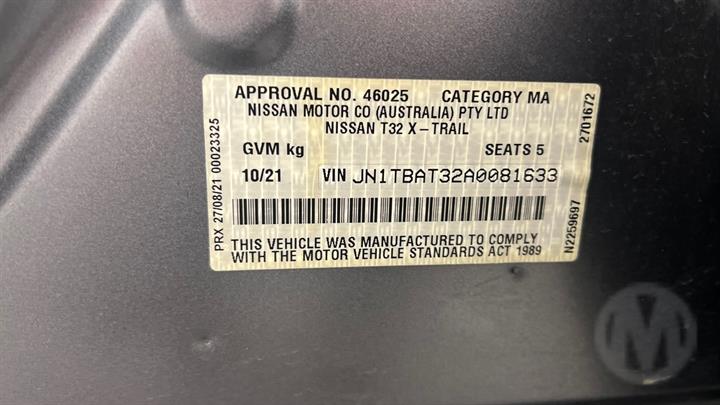 APPROVAL NO. 46025 CATEGORY MA
NISSAN MOTOR CO (AUSTRALIA) PTY LTD
NISSAN T32 X-TRAIL
GVM kg SEATS 5
10/21 VIN JN1TBAT32A0081633
THIS VEHICLE WAS MANUFACTURED TO COMPLY
WITH THE MOTOR VEHICLE STANDARDS ACT 1989
PRX 27/08/21 00023325
N2259697 2701672
M